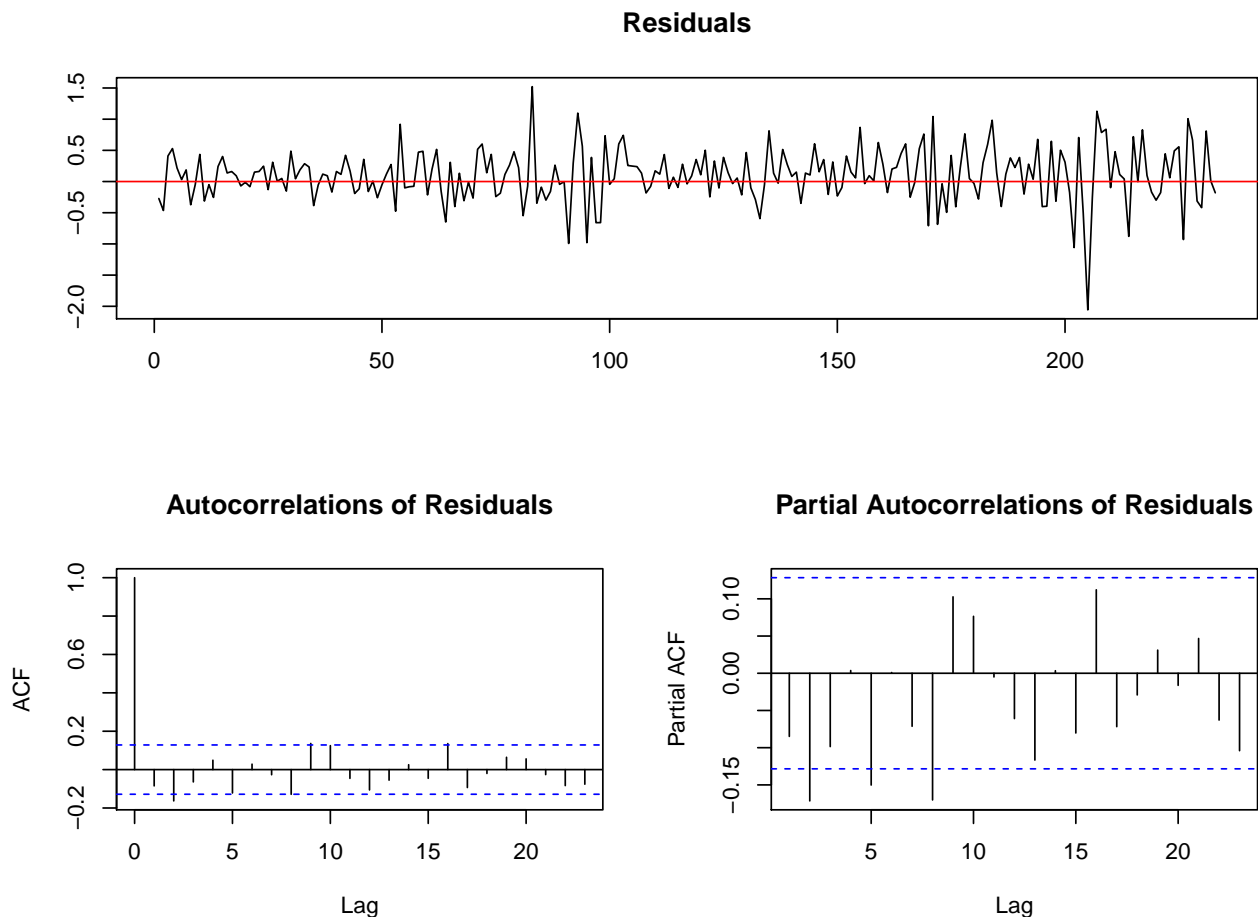 Residuals
1.5
0.5
−0.5
−2.0
0 50 100 150 200
Autocorrelations of Residuals
ACF
1.0
0.6
0.2
−0.2
0 5 10 15 20
Lag
Partial Autocorrelations of Residuals
Partial ACF
0.10
0.00
−0.15
5 10 15 20
Lag